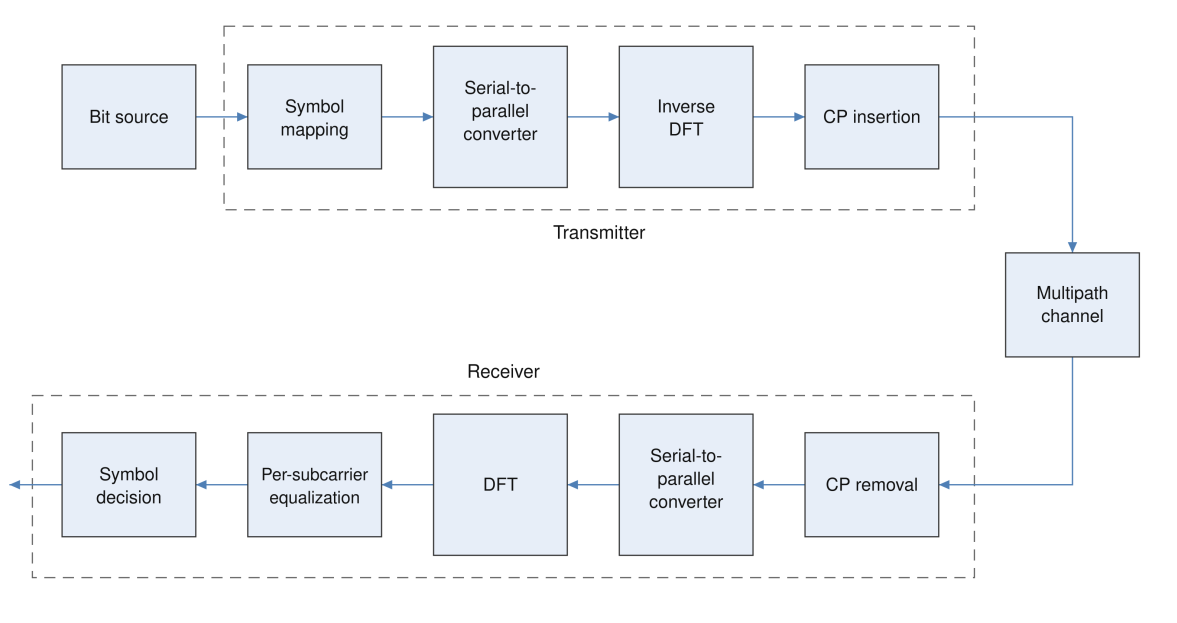 Bit source
Symbol
mapping
Serial-to-
parallel
converter
Inverse
DFT
CP insertion
Transmitter
Multipath
channel
Receiver
Symbol
decision
Per-subcarrier
equalization
DFT
Serial-to-
parallel
converter
CP removal